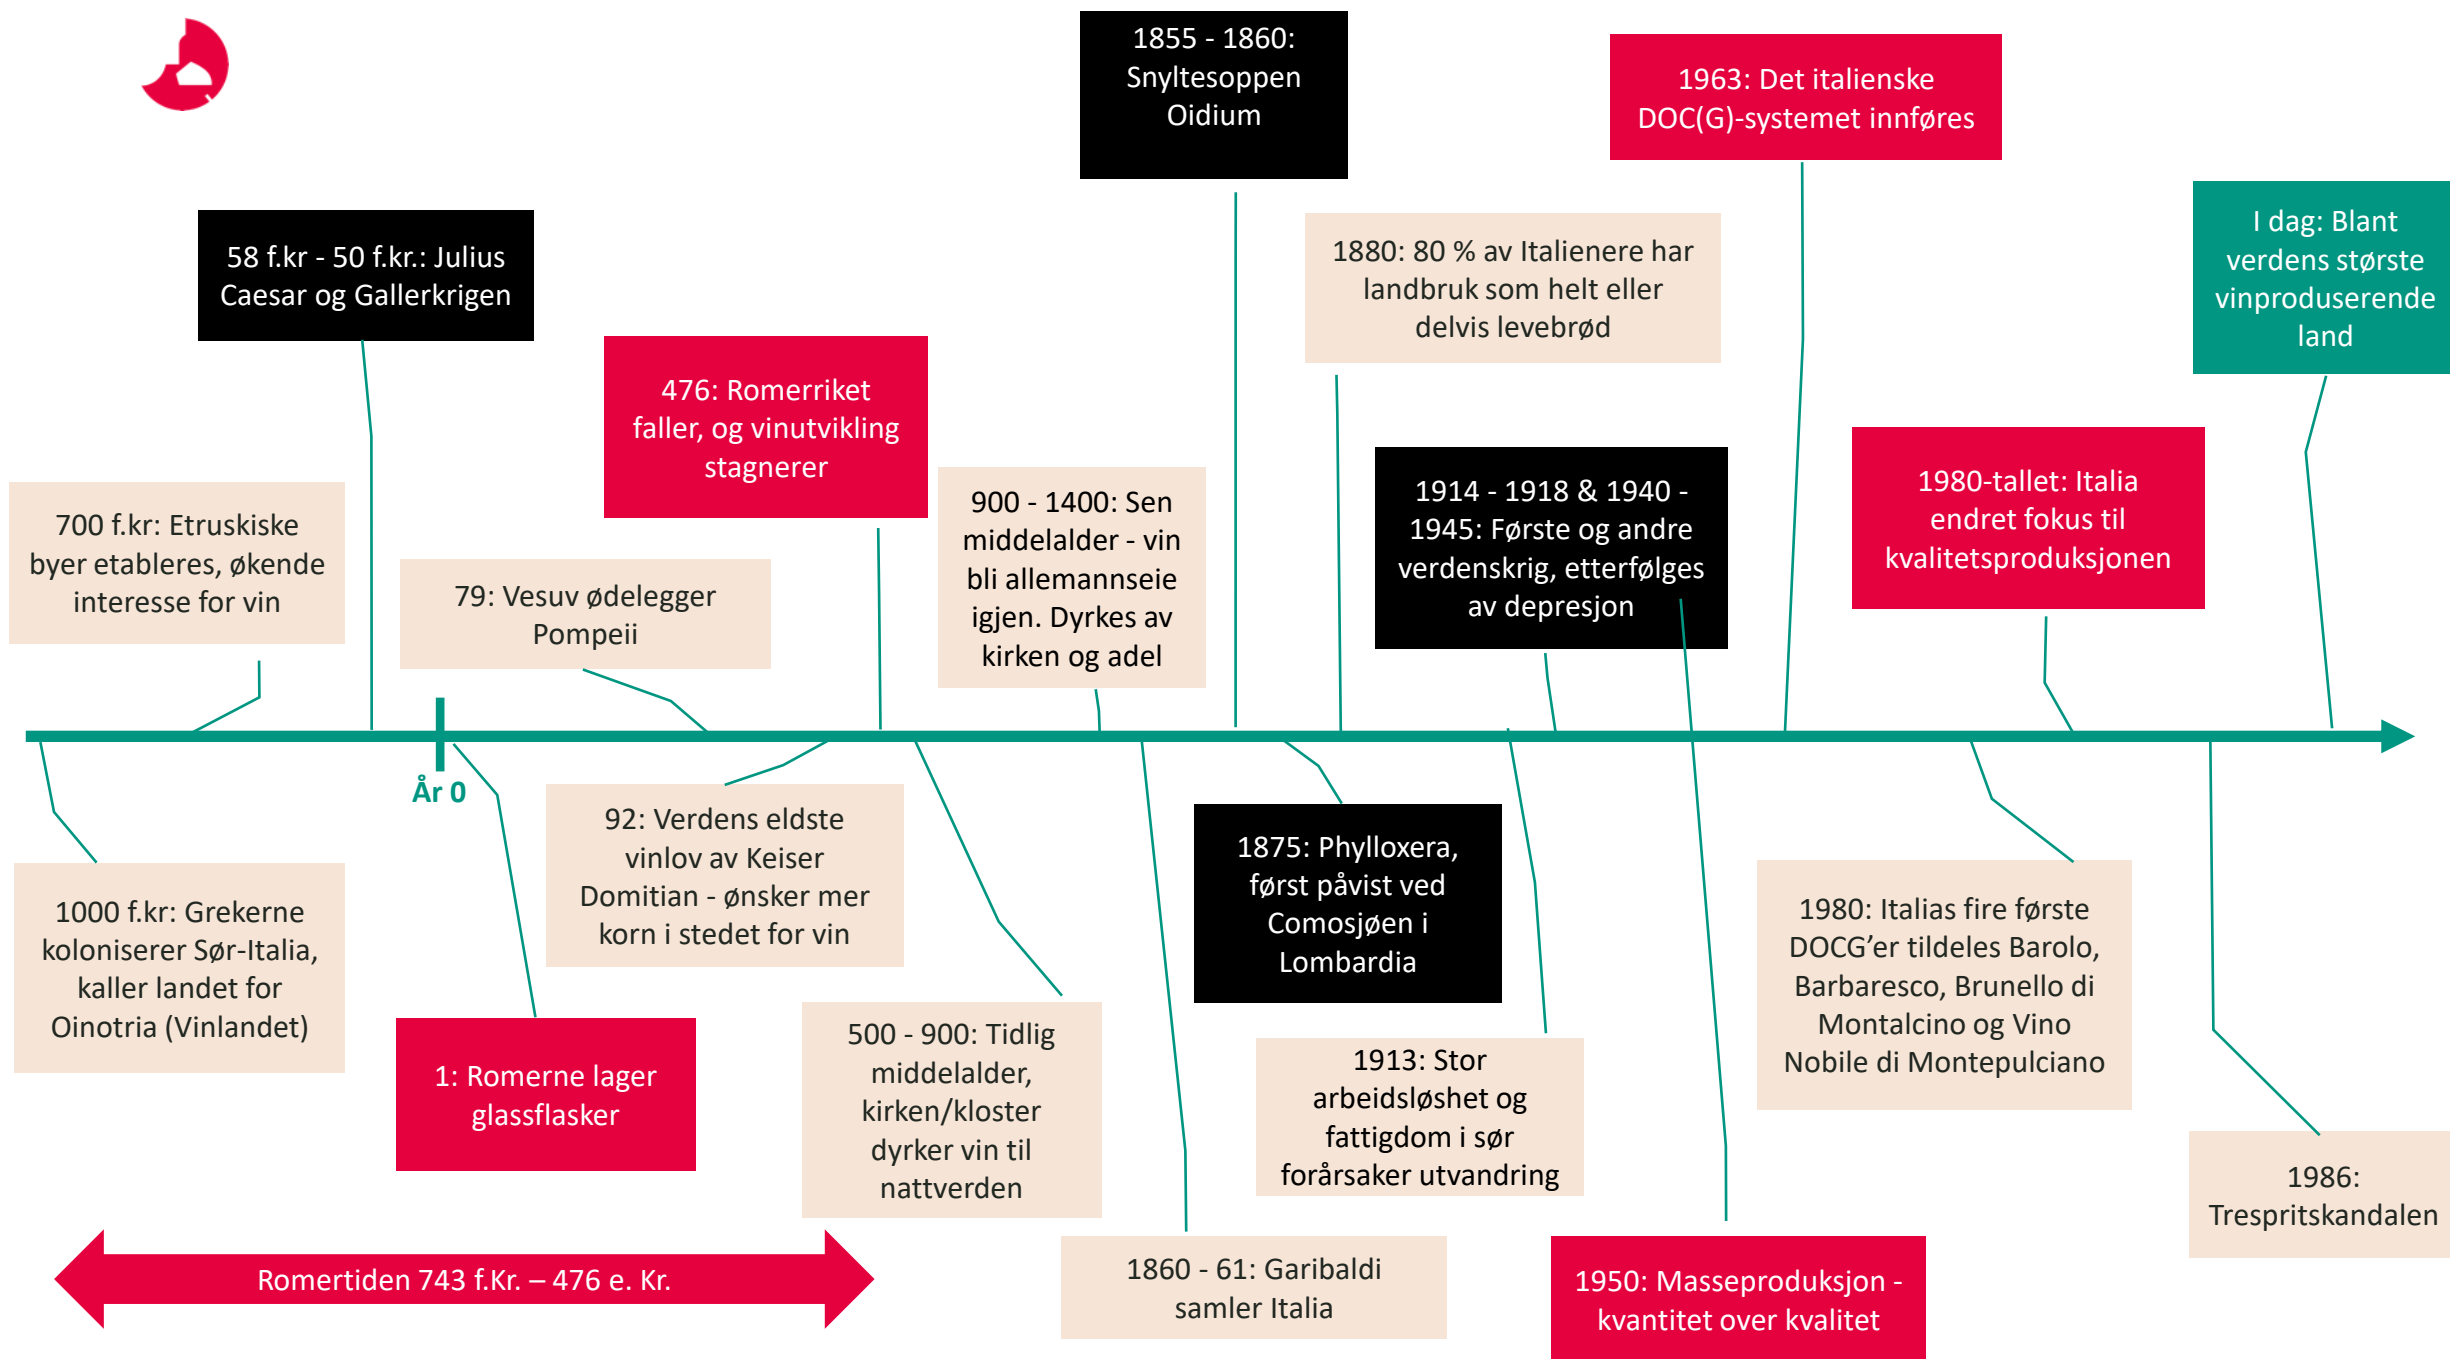 1855 - 1860:
Snyltesoppen
Oidium
1963: Det italienske
DOC(G)-systemet innføres
58 f.kr - 50 f.kr.: Julius
Caesar og Gallerkrigen
1880: 80 % av Italienere har
landbruk som helt eller
delvis levebrød
I dag: Blant
verdens største
vinproduserende
land
476: Romerriket
faller, og vinutvikling
stagnerer
700 f.kr: Etruskiske
byer etableres, økende
interesse for vin
79: Vesuv ødelegger
Pompeii
900 - 1400: Sen
middelalder - vin
bli allemannseie
igjen. Dyrkes av
kirken og adel
1914 - 1918 & 1940 -
1945: Første og andre
verdenskrig, etterfølges
av depresjon
1980-tallet: Italia
endret fokus til
kvalitetsproduksjonen
År 0
1000 f.kr: Grekerne
koloniserer Sør-Italia,
kaller landet for
Oinotria (Vinlandet)
1: Romerne lager
glassflasker
92: Verdens eldste
vinlov av Keiser
Domitian - ønsker mer
korn i stedet for vin
500 - 900: Tidlig
middelalder,
kirken/kloster
dyrker vin til
nattverden
1875: Phylloxera,
først påvist ved
Comosjøen i
Lombardia
1913: Stor
arbeidsløshet og
fattigdom i sør
forårsaker utvandring
1980: Italias fire første
DOCG’er tildeles Barolo,
Barbaresco, Brunello di
Montalcino og Vino
Nobile di Montepulciano
1986:
Trespritskandalen
Romertiden 743 f.Kr. – 476 e. Kr.
1860 - 61: Garibaldi
samler Italia
1950: Masseproduksjon -
kvantitet over kvalitet